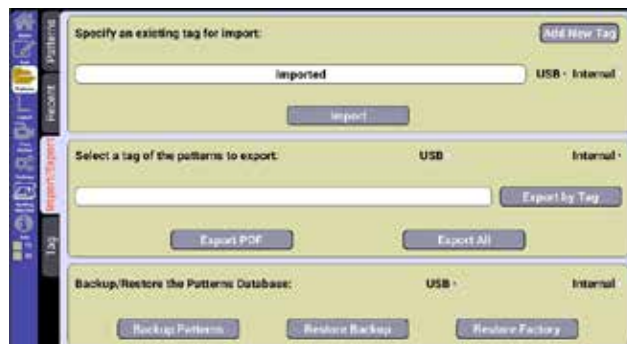 Patterns
Recent
Import/Export
Tag
Specify an existing tag for import:
Add New Tag
Imported
USB
Internal
Import
Select a tag of the patterns to export:
USB
Internal
Export by Tag
Export PDF
Export All
Backup/Restore the Patterns Database:
USB
Internal
Backup Patterns
Restore Backup
Restore Factory